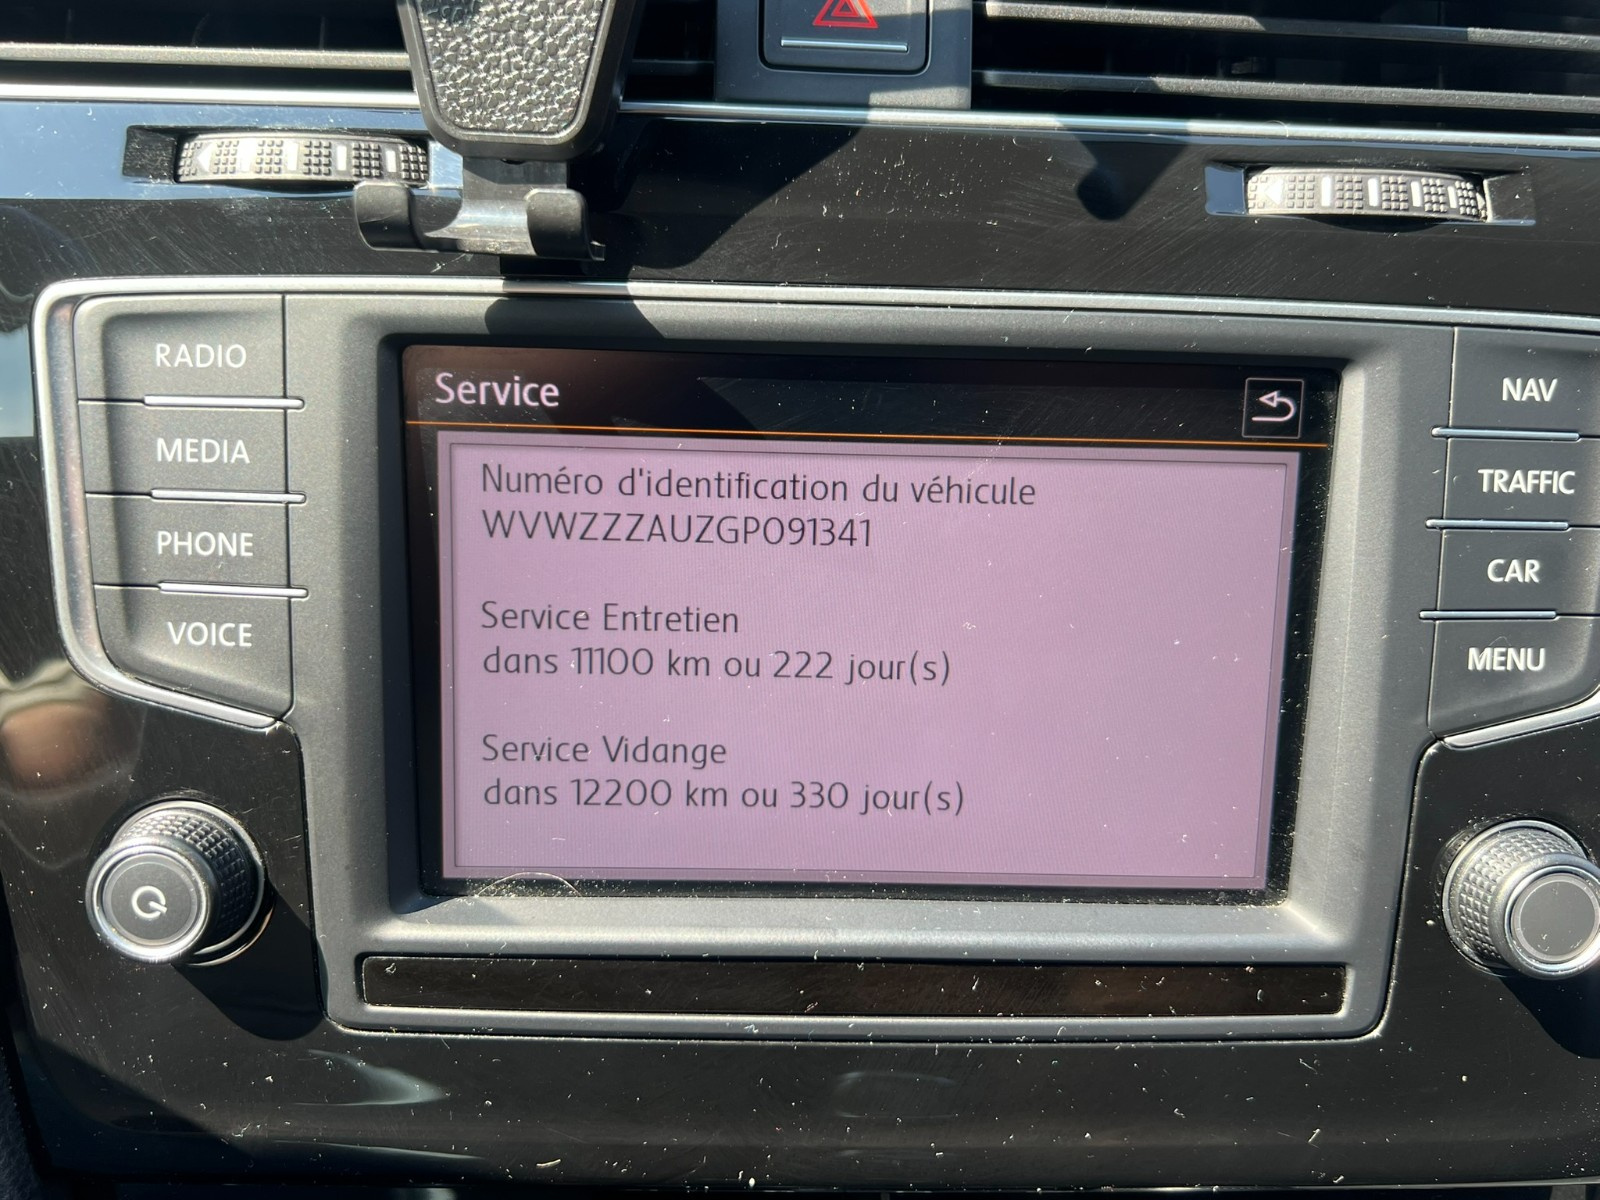 RADIO
MEDIA
PHONE
VOICE
Service
Numéro d'identification du véhicule
WVWZZZAUZGP091341
Service Entretien
dans 11100 km ou 222 jour(s)
Service Vidange
dans 12200 km ou 330 jour(s)
NAV
TRAFFIC
CAR
MENU